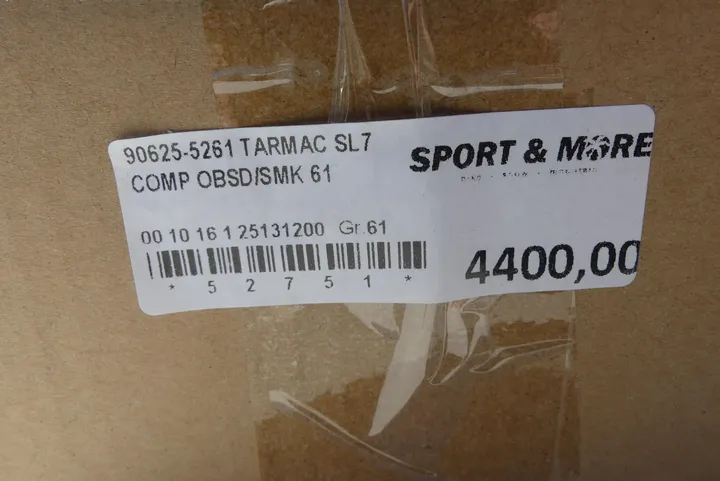 90625-5261 TARMAC SL7
COMP OBSD/SMK 61
SPORT & MORE
00 10 16 1 25131200 Gr.61
* 5 2 7 5 1 *
4400,00